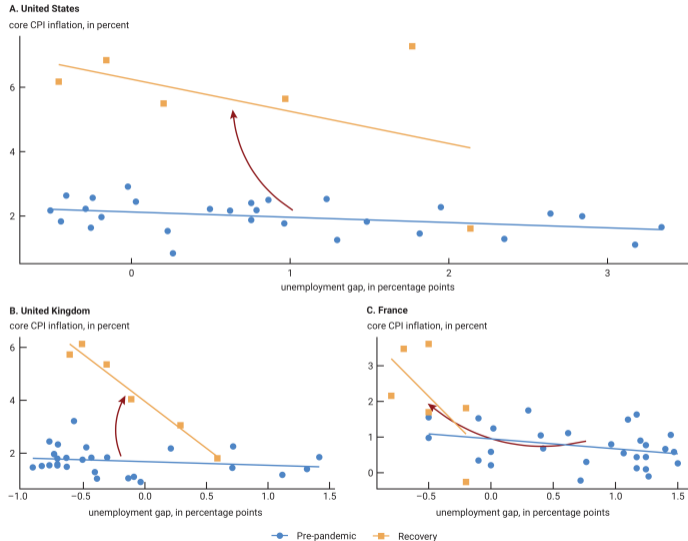 A. United States
core CPI inflation, in percent
6
4
2
0 1 2 3
unemployment gap, in percentage points
B. United Kingdom
core CPI inflation, in percent
6
4
2
−1.0 −0.5 0.0 0.5 1.0 1.5
unemployment gap, in percentage points
C. France
core CPI inflation, in percent
3
2
1
0
−0.5 0.0 0.5 1.0 1.5
unemployment gap, in percentage points
Pre-pandemic Recovery